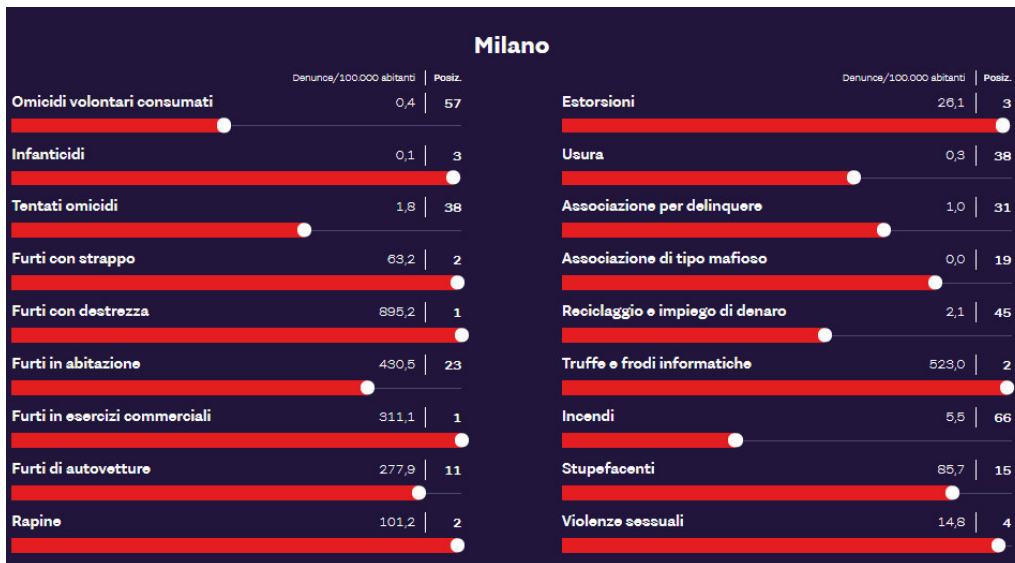 Milano
Denunce/100.000 abitanti Posiz.
Omicidi volontari consumati 0,4 57
Infanticidi 0,1 3
Tentati omicidi 1,8 38
Furti con strappo 63,2 2
Furti con destrezza 895,2 1
Furti in abitazione 430,5 23
Furti in esercizi commerciali 311,1 1
Furti di autovetture 277,9 11
Rapine 101,2 2
Denunce/100.000 abitanti Posiz.
Estorsioni 26,1 3
Usura 0,3 38
Associazione per delinquere 1,0 31
Associazione di tipo mafioso 0,0 19
Reciclaggio e impiego di denaro 2,1 45
Truffe e frodi informatiche 523,0 2
Incendi 5,5 66
Stupefacenti 85,7 15
Violenze sessuali 14,8 4